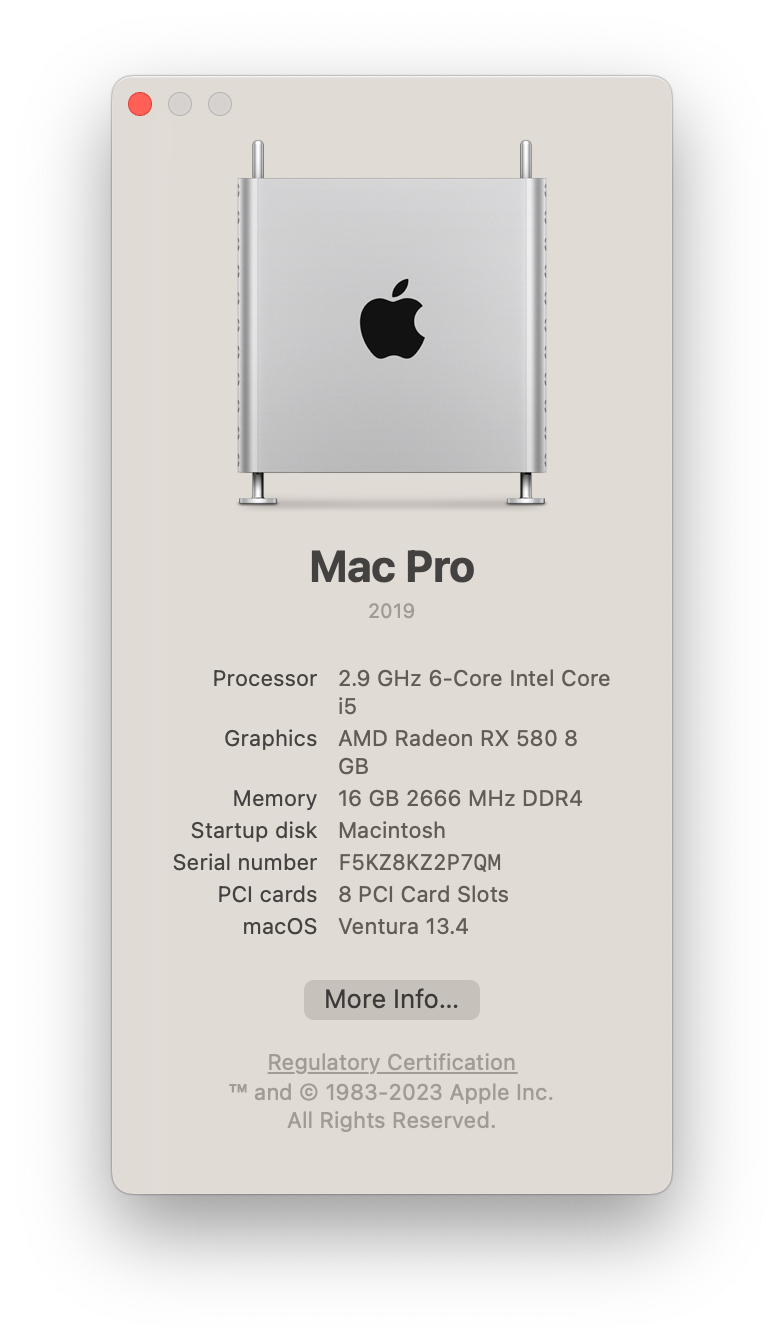 Mac Pro
2019
Processor 2.9 GHz 6-Core Intel Core
i5
Graphics AMD Radeon RX 580 8
GB
Memory 16 GB 2666 MHz DDR4
Startup disk Macintosh
Serial number F5KZ8KZ2P7QM
PCI cards 8 PCI Card Slots
macOS Ventura 13.4
More Info...
Regulatory Certification
™ and © 1983-2023 Apple Inc.
All Rights Reserved.